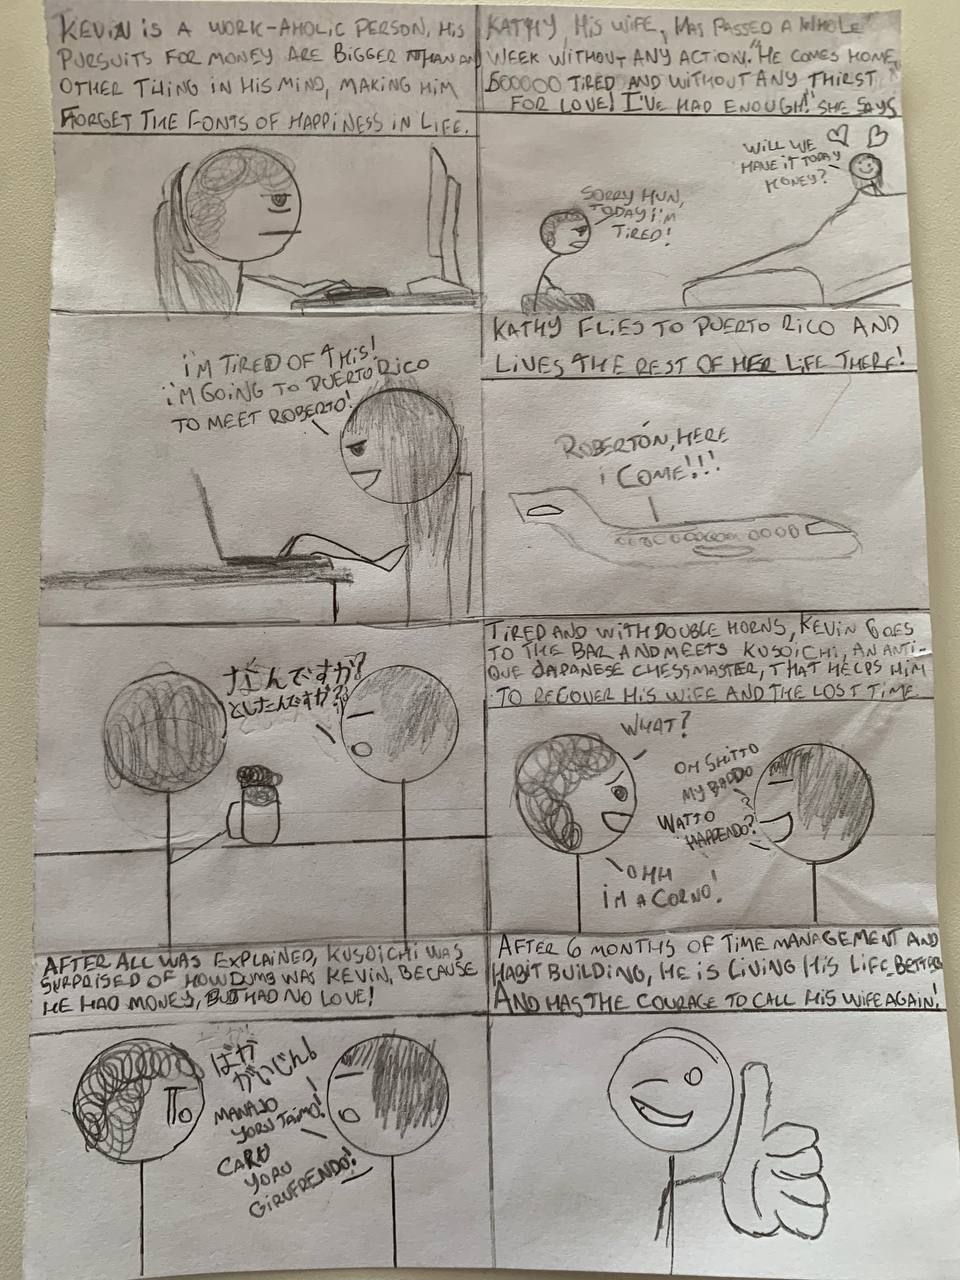 KEVIN IS A WORK-AHOLIC PERSON, HIS
PURSUITS FOR MONEY ARE BIGGER THAN ANY
OTHER THING IN HIS MIND, MAKING HIM
FORGET THE FONTS OF HAPPINESS IN LIFE.
KATHY, HIS WIFE, HAS PASSED A WHOLE
WEEK WITHOUT ANY ACTION. "HE COMES HOME
SOOOOO TIRED AND WITHOUT ANY THIRST
FOR LOVE! I'VE HAD ENOUGH!" SHE SAYS
WILL WE
HAVE IT TODAY
HONEY?
SORRY HUN,
TODAY I'M
TIRED!
I'M TIRED OF THIS!
I'M GOING TO PUERTO RICO
TO MEET ROBERTO!
KATHY FLIES TO PUERTO RICO AND
LIVES THE REST OF HER LIFE THERE!
ROBERTÓN, HERE
I COME!!!
なんですか?
としたんですか?
TIRED AND WITH DOUBLE HORNS, KEVIN GOES
TO THE BAR AND MEETS KUSOICHI, AN ANTI-
QUE JAPANESE CHESSMASTER, THAT HELPS HIM
TO RECOVER HIS WIFE AND THE LOST TIME
WHAT?
OH SHITTO
MY BADDO
WATTO
HAPPENDO?
OHH
I'M A CORNO!
AFTER ALL WAS EXPLAINED, KUSOICHI WAS
SURPRISED OF HOW DUMB WAS KEVIN, BECAUSE
HE HAD MONEY, BUT HAD NO LOVE!
ばか
がいじん!
MANAJO
YORU TAIMO!
CARU
YORU
GIRUFRENDO!
AFTER 6 MONTHS OF TIME MANAGEMENT AND
HABIT BUILDING, HE IS LIVING HIS LIFE BETTER
AND HAS THE COURAGE TO CALL HIS WIFE AGAIN!